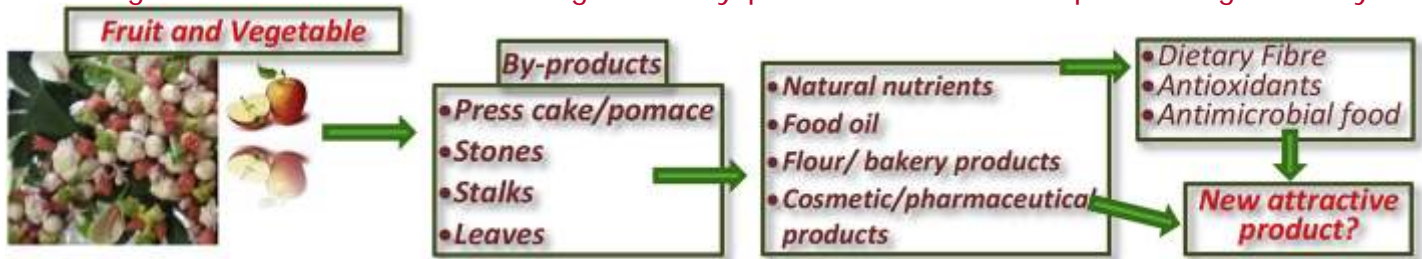 Fruit and Vegetable
By-products
•Press cake/pomace
•Stones
•Stalks
•Leaves
•Natural nutrients
•Food oil
•Flour/ bakery products
•Cosmetic/pharmaceutical
products
•Dietary Fibre
•Antioxidants
•Antimicrobial food
New attractive
product?